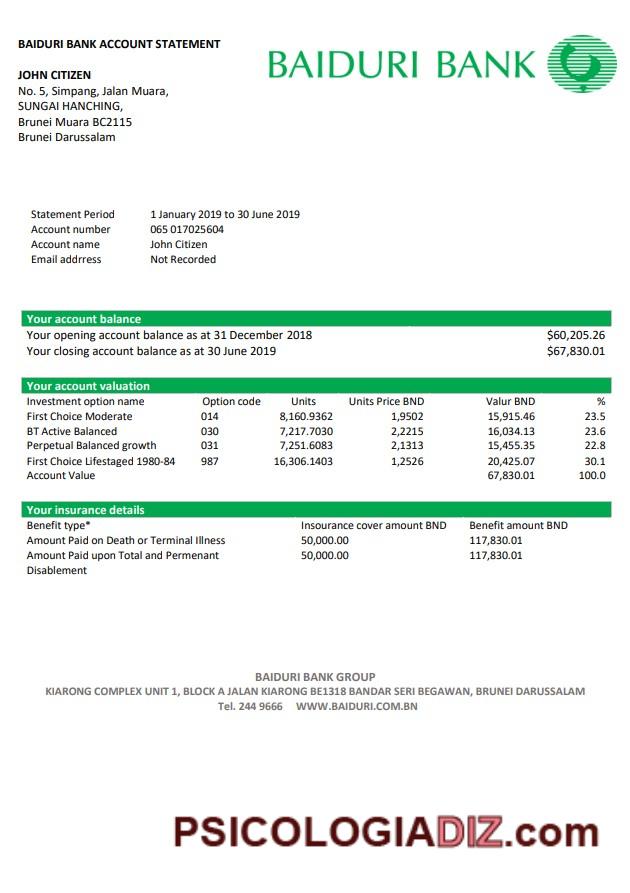 BAIDURI BANK ACCOUNT STATEMENT
BAIDURI BANK
JOHN CITIZEN
No. 5, Simpang, Jalan Muara,
SUNGAI HANCHING,
Brunei Muara BC2115
Brunei Darussalam
Statement Period 1 January 2019 to 30 June 2019
Account number 065 017025604
Account name John Citizen
Email adrress Not Recorded
Your account balance
Your opening account balance as at 31 December 2018 $60,205.26
Your closing account balance as at 30 June 2019 $67,830.01
Your account valuation
Investment option name Option code Units Units Price BND Valur BND %
First Choice Moderate 014 8,160.9362 1,9502 15,915.46 23.5
BT Active Balanced 030 7,217.7030 2,2215 16,034.13 23.6
Perpetual Balanced growth 031 7,251.6083 2,1313 15,455.35 22.8
First Choice Lifestaged 1980-84 987 16,306.1403 1,2526 20,425.07 30.1
Account Value 67,830.01 100.0
Your insurance details
Benefit type* Insourance cover amount BND Benefit amount BND
Amount Paid on Death or Terminal Illness 50,000.00 117,830.01
Amount Paid upon Total and Permenant 50,000.00 117,830.01
Disablement
BAIDURI BANK GROUP
KIARONG COMPLEX UNIT 1, BLOCK A JALAN KIARONG BE1318 BANDAR SERI BEGAWAN, BRUNEI DARUSSALAM
Tel. 244 9666 WWW.BAIDURI.COM.BN
PSICOLOGIADIZ.com